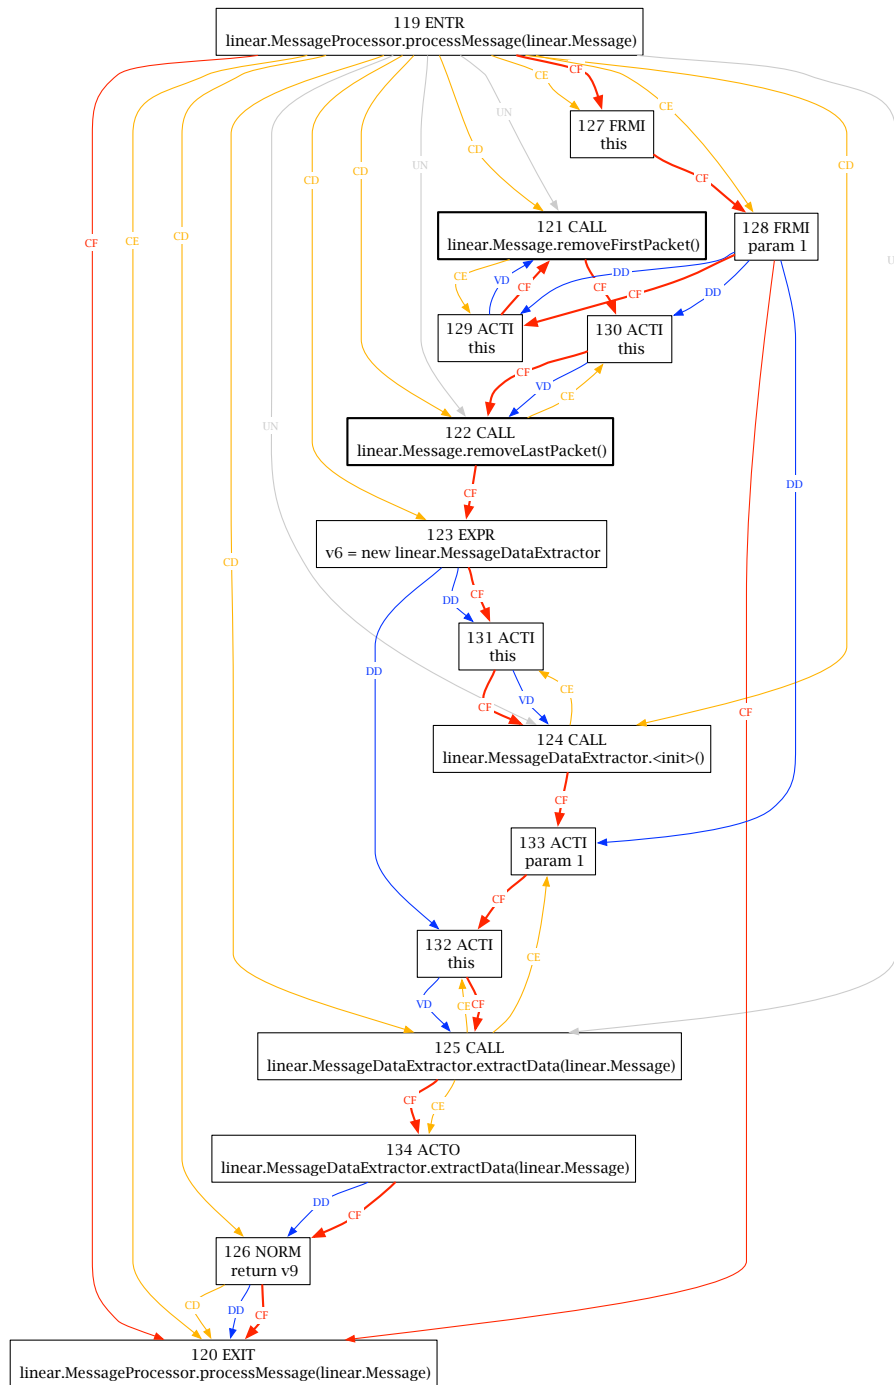 119 ENTR
linear.MessageProcessor.processMessage(linear.Message)
CF
CE
127 FRMI
this
CE
UN
CD
UN
CD
CD
CD
CD
CF
128 FRMI
param 1
121 CALL
linear.Message.removeFirstPacket()
CF
CE
CD
U
CE
VD
CF
CF
DD
DD
CF
129 ACTI
this
130 ACTI
this
CF
VD
CE
UN
122 CALL
linear.Message.removeLastPacket()
CF
DD
123 EXPR
v6 = new linear.MessageDataExtractor
CD
DD
CF
131 ACTI
this
DD
CF
VD
CE
CF
124 CALL
linear.MessageDataExtractor.<init>()
CF
133 ACTI
param 1
CF
132 ACTI
this
CE
VD
CE
CF
125 CALL
linear.MessageDataExtractor.extractData(linear.Message)
CF
CE
134 ACTO
linear.MessageDataExtractor.extractData(linear.Message)
DD
CF
126 NORM
return v9
CD
DD
CF
120 EXIT
linear.MessageProcessor.processMessage(linear.Message)